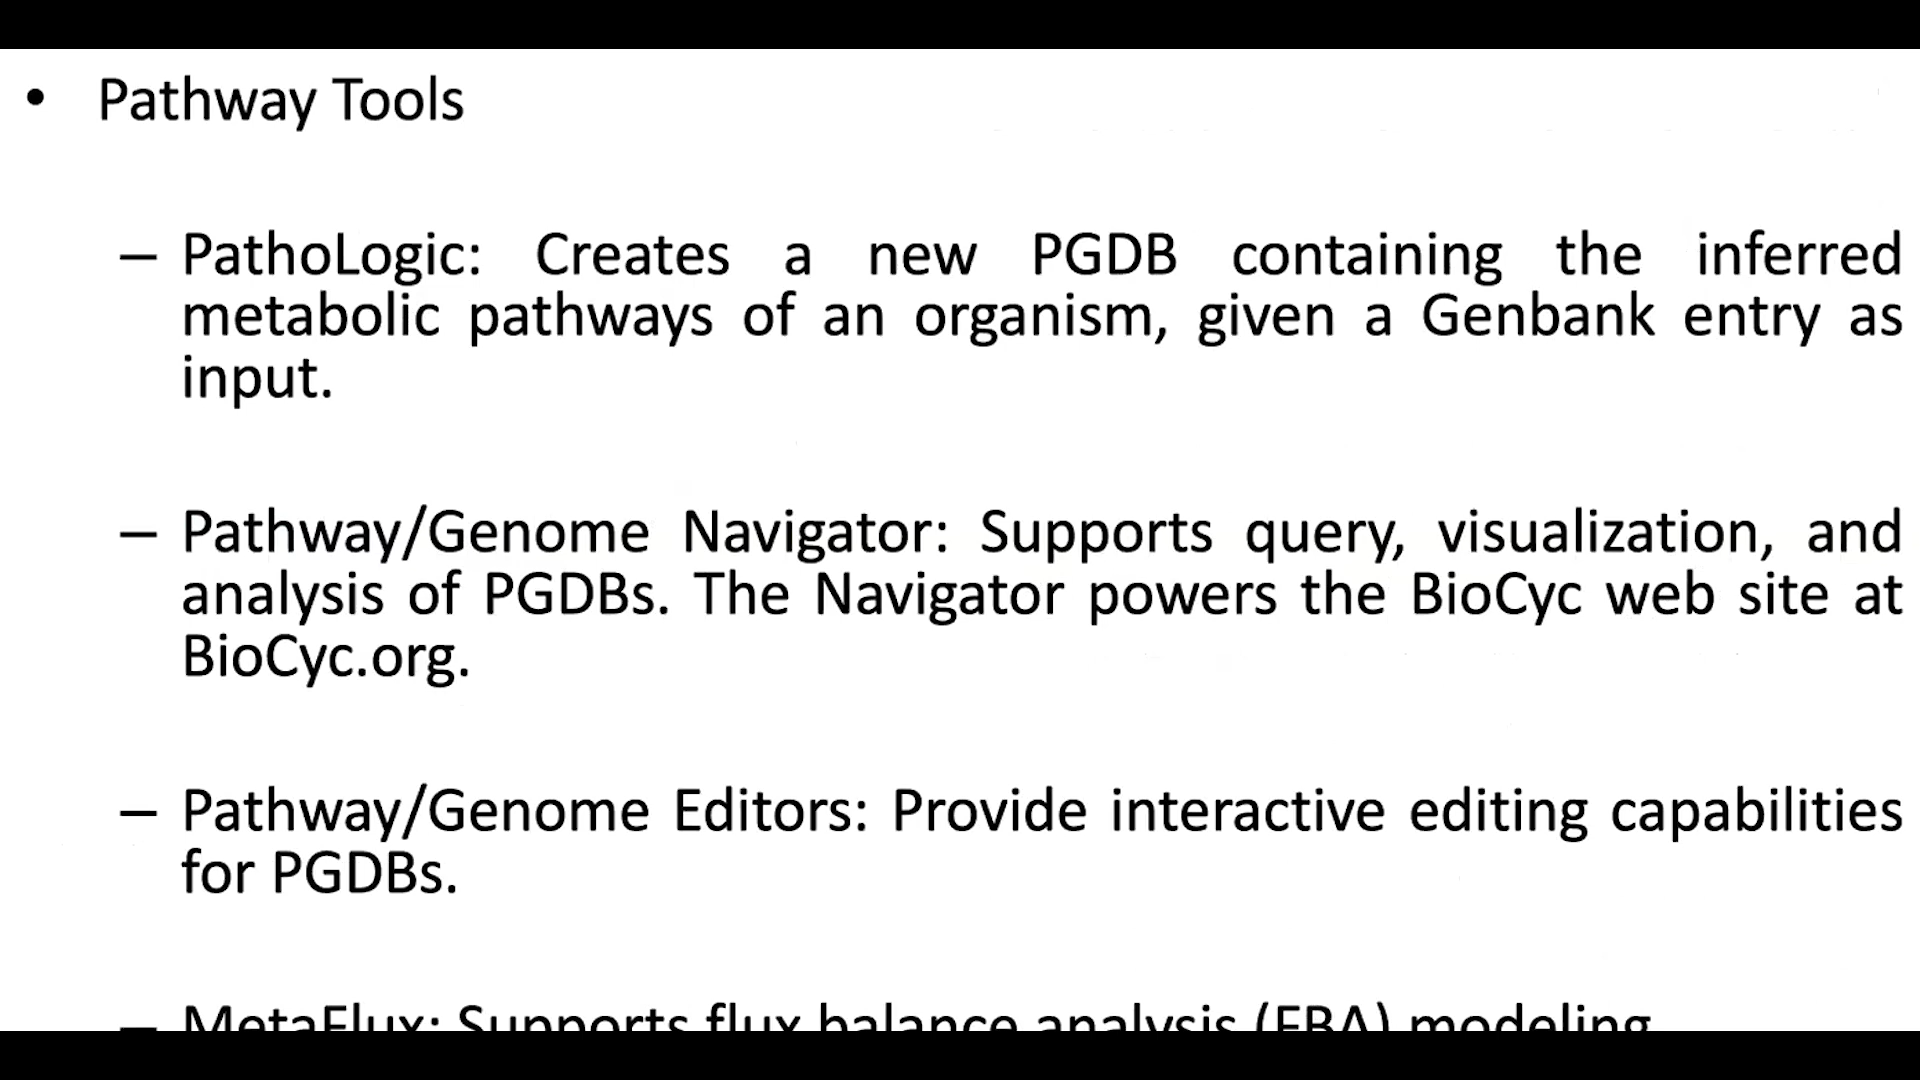 • Pathway Tools
– PathoLogic: Creates a new PGDB containing the inferred
metabolic pathways of an organism, given a Genbank entry as
input.
– Pathway/Genome Navigator: Supports query, visualization, and
analysis of PGDBs. The Navigator powers the BioCyc web site at
BioCyc.org.
– Pathway/Genome Editors: Provide interactive editing capabilities
for PGDBs.
– MetaFlux: Supports flux balance analysis (FBA) modeling